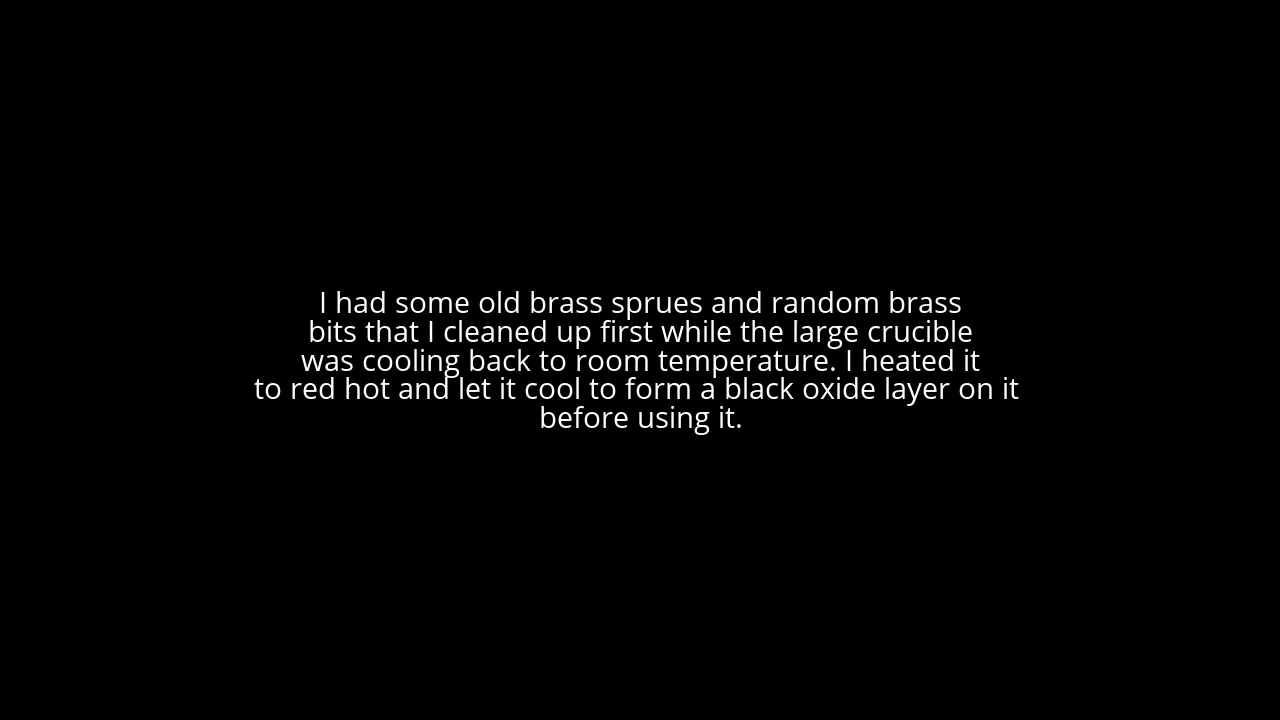 I had some old brass sprues and random brass
bits that I cleaned up first while the large crucible
was cooling back to room temperature. I heated it
to red hot and let it cool to form a black oxide layer on it
before using it.